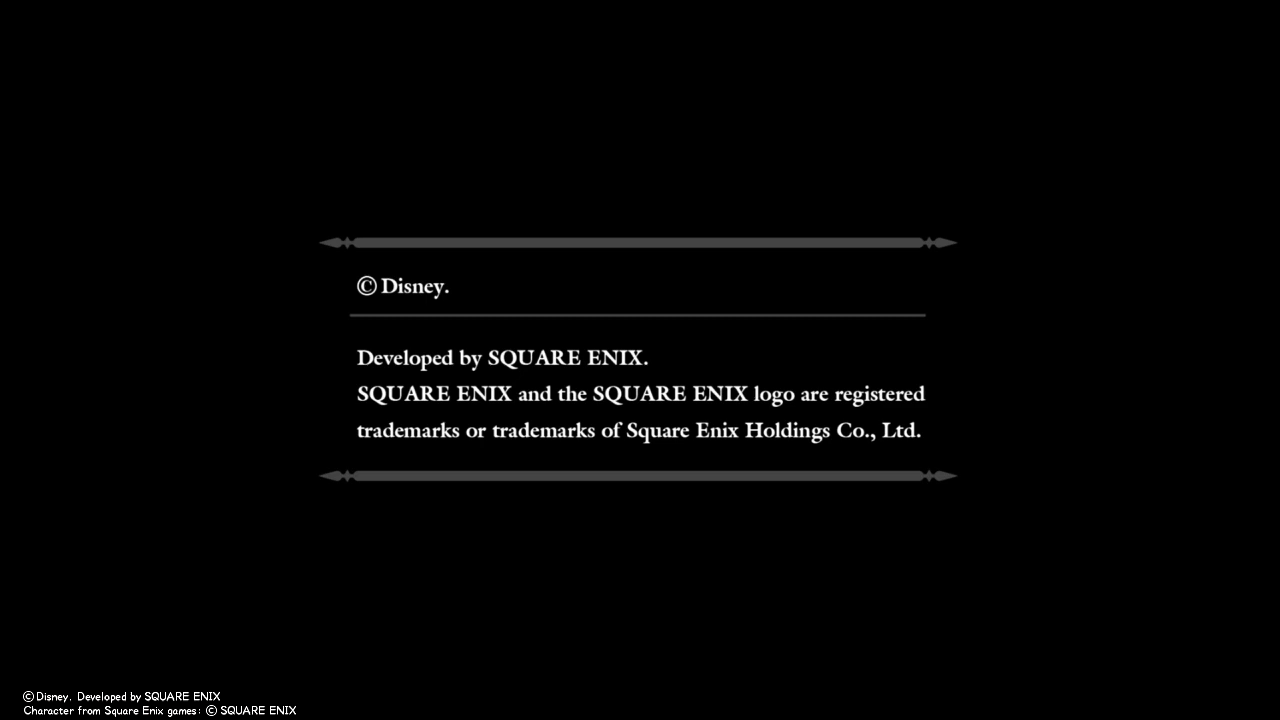 © Disney.
Developed by SQUARE ENIX.
SQUARE ENIX and the SQUARE ENIX logo are registered
trademarks or trademarks of Square Enix Holdings Co., Ltd.
© Disney. Developed by SQUARE ENIX
Character from Square Enix games: © SQUARE ENIX